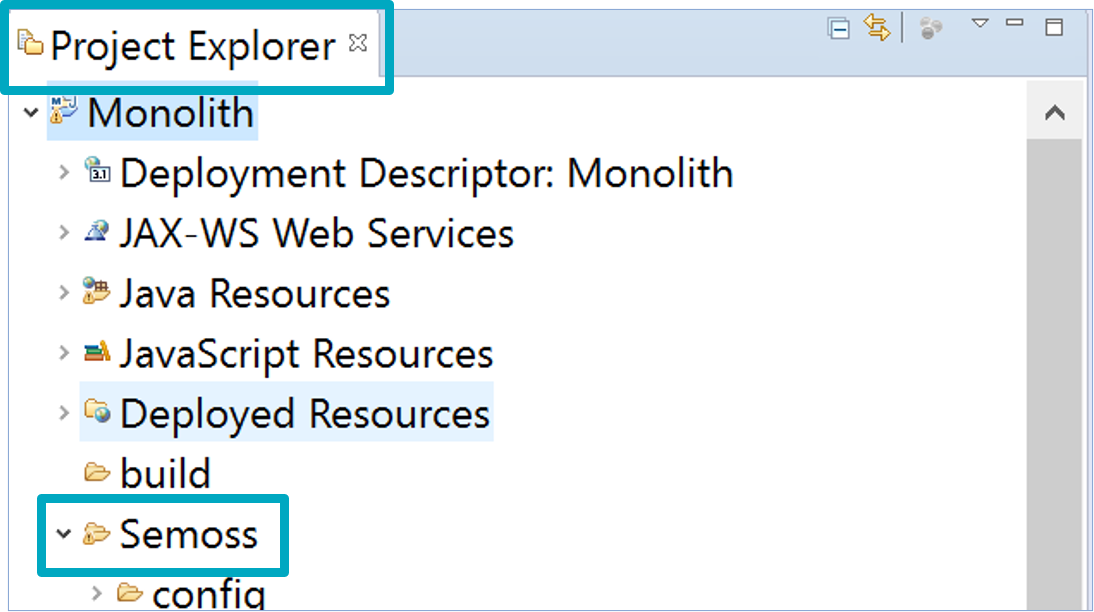 Project Explorer
Monolith
Deployment Descriptor: Monolith
JAX-WS Web Services
Java Resources
JavaScript Resources
Deployed Resources
build
Semoss
config